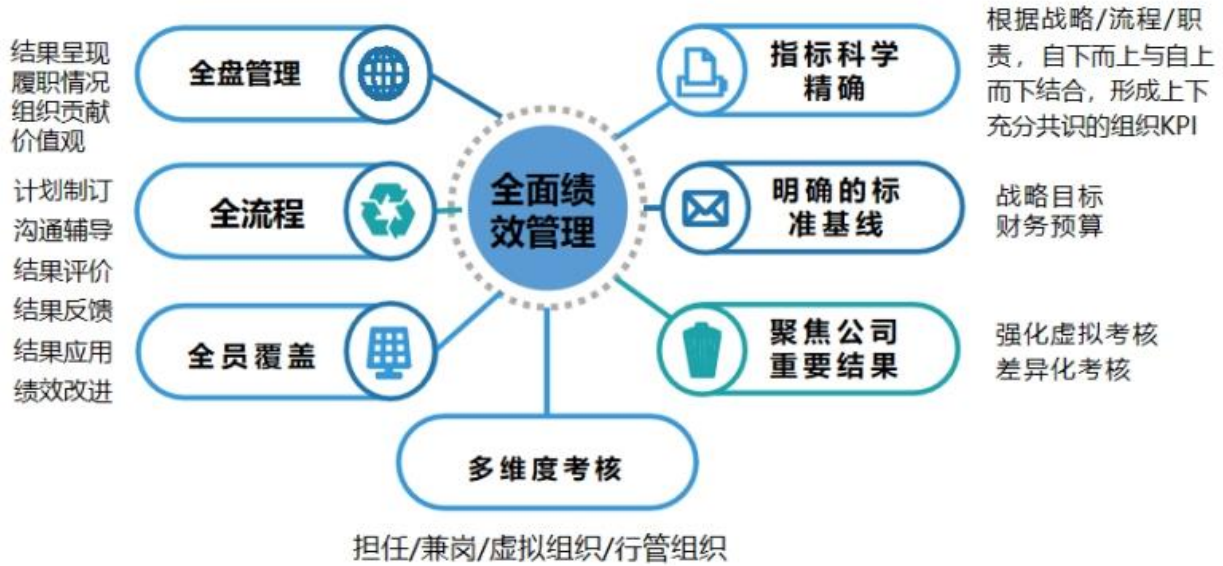 全面绩
效管理
结果呈现
履职情况
组织贡献
价值观
全盘管理
计划制订
沟通辅导
结果评价
结果反馈
结果应用
绩效改进
全流程
全员覆盖
指标科学
精确
根据战略/流程/职
责，自下而上与自上
而下结合，形成上下
充分共识的组织KPI
明确的标
准基线
战略目标
财务预算
聚焦公司
重要结果
强化虚拟考核
差异化考核
多维度考核
担任/兼岗/虚拟组织/行管组织